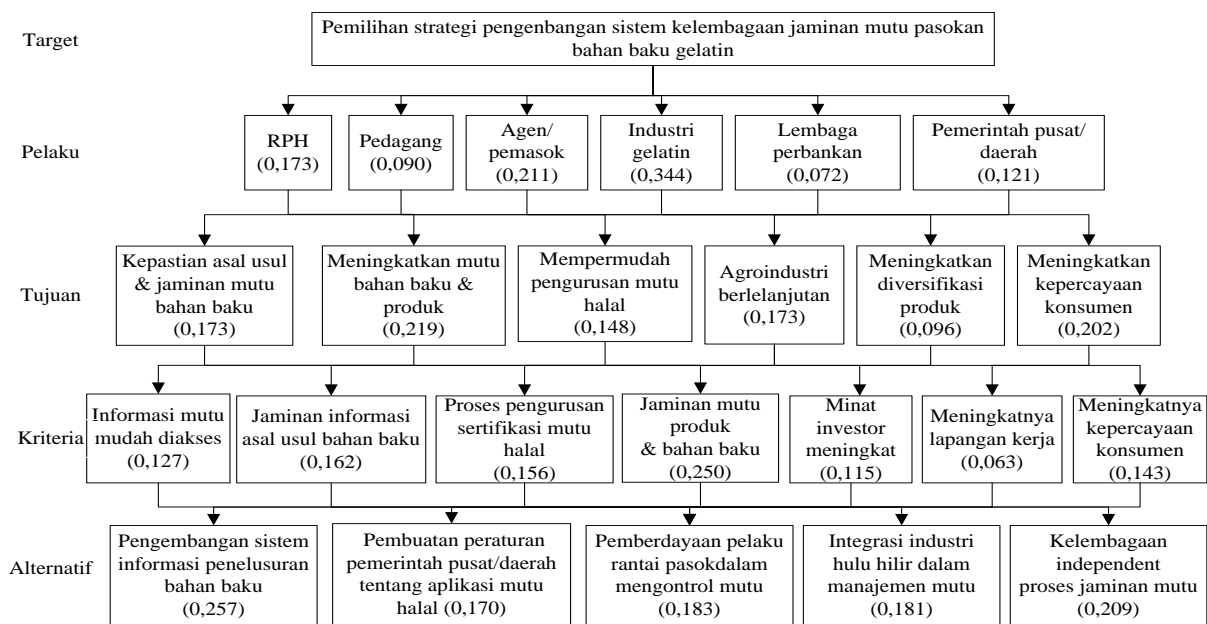 Target
Pemilihan strategi pengenbangan sistem kelembagaan jaminan mutu pasokan
bahan baku gelatin
Pelaku
RPH
(0,173)
Pedagang
(0,090)
Agen/
pemasok
(0,211)
Industri
gelatin
(0,344)
Lembaga
perbankan
(0,072)
Pemerintah pusat/
daerah
(0,121)
Tujuan
Kepastian asal usul
& jaminan mutu
bahan baku
(0,173)
Meningkatkan mutu
bahan baku &
produk
(0,219)
Mempermudah
pengurusan mutu
halal
(0,148)
Agroindustri
berlelanjutan
(0,173)
Meningkatkan
diversifikasi
produk
(0,096)
Meningkatkan
kepercayaan
konsumen
(0,202)
Kriteria
Informasi mutu
mudah diakses
(0,127)
Jaminan informasi
asal usul bahan baku
(0,162)
Proses pengurusan
sertifikasi mutu
halal
(0,156)
Jaminan mutu
produk
& bahan baku
(0,250)
Minat
investor
meningkat
(0,115)
Meningkatnya
lapangan kerja
(0,063)
Meningkatnya
kepercayaan
konsumen
(0,143)
Alternatif
Pengembangan sistem
informasi penelusuran
bahan baku
(0,257)
Pembuatan peraturan
pemerintah pusat/daerah
tentang aplikasi mutu
halal (0,170)
Pemberdayaan pelaku
rantai pasokdalam
mengontrol mutu
(0,183)
Integrasi industri
hulu hilir dalam
manajemen mutu
(0,181)
Kelembagaan
independent
proses jaminan mutu
(0,209)